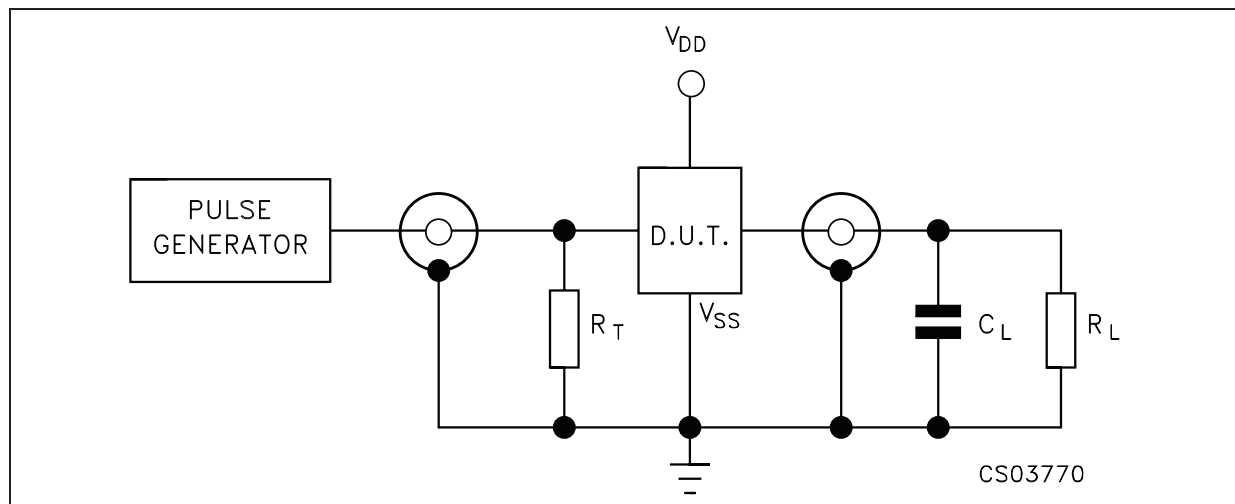 VDD
PULSE
GENERATOR
D.U.T.
RT
VSS
CL
RL
CS03770